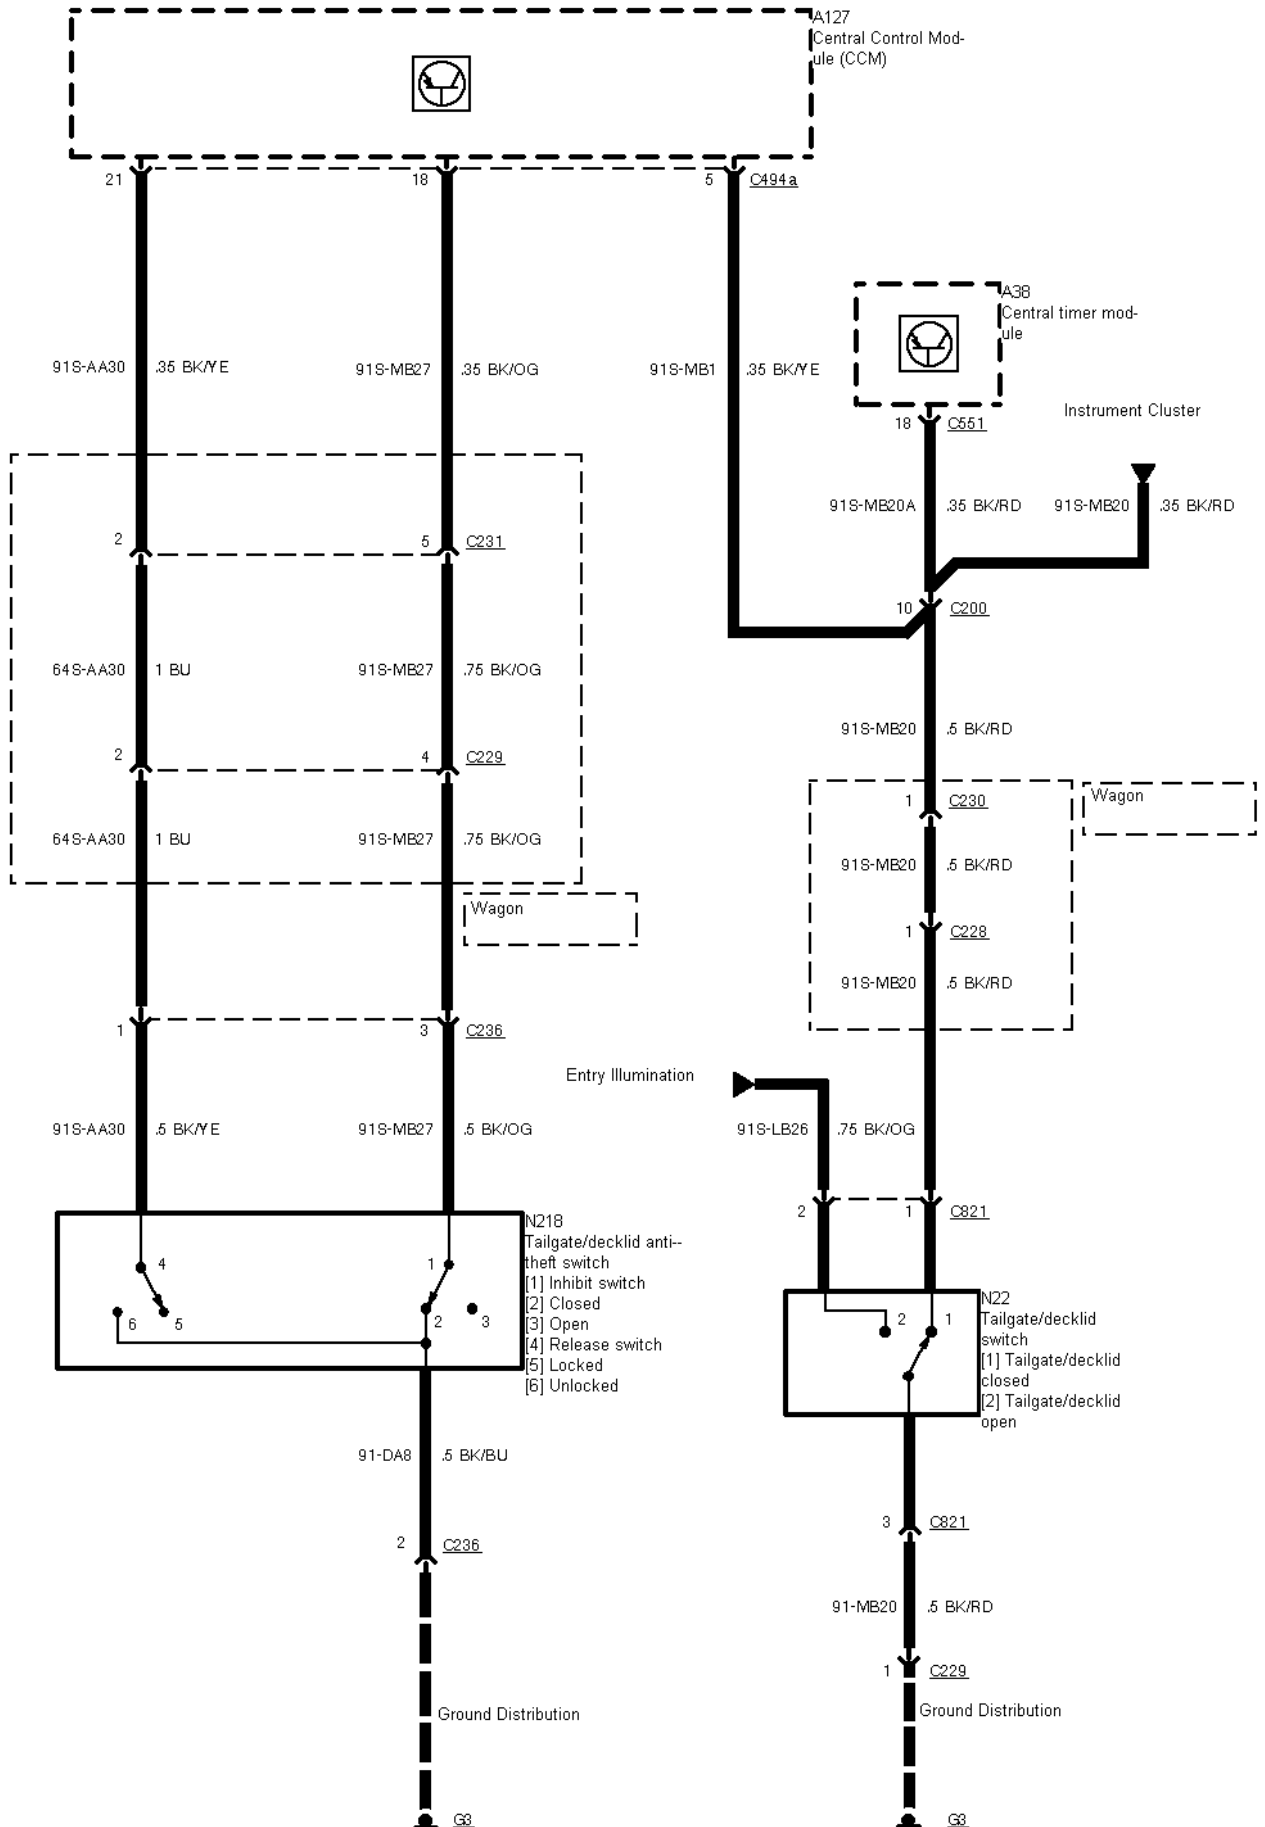 A127
Central Control Mod-
ule (CCM)
21
18
5
C494a
A38
Central timer mod-
ule
91S-AA30 .35 BK/YE
91S-MB27 .35 BK/OG
91S-MB1 .35 BK/YE
Instrument Cluster
18
C551
91S-MB20A .35 BK/RD
91S-MB20 .35 BK/RD
2
5
C231
10
C200
64S-AA30 1 BU
91S-MB27 .75 BK/OG
91S-MB20 .5 BK/RD
2
4
C229
1
C230
Wagon
64S-AA30 1 BU
91S-MB27 .75 BK/OG
91S-MB20 .5 BK/RD
Wagon
1
C228
91S-MB20 .5 BK/RD
1
3
C236
Entry Illumination
91S-AA30 .5 BK/YE
91S-MB27 .5 BK/OG
91S-LB26 .75 BK/OG
2
1
C821
N218
Tailgate/decklid anti--
theft switch
[1] Inhibit switch
[2] Closed
[3] Open
[4] Release switch
[5] Locked
[6] Unlocked
4
1
6
5
2
3
N22
Tailgate/decklid
switch
[1] Tailgate/decklid
closed
[2] Tailgate/decklid
open
2
1
91-DA8 .5 BK/BU
2
C236
3
C821
91-MB20 .5 BK/RD
1
C229
Ground Distribution
Ground Distribution
G3
G3